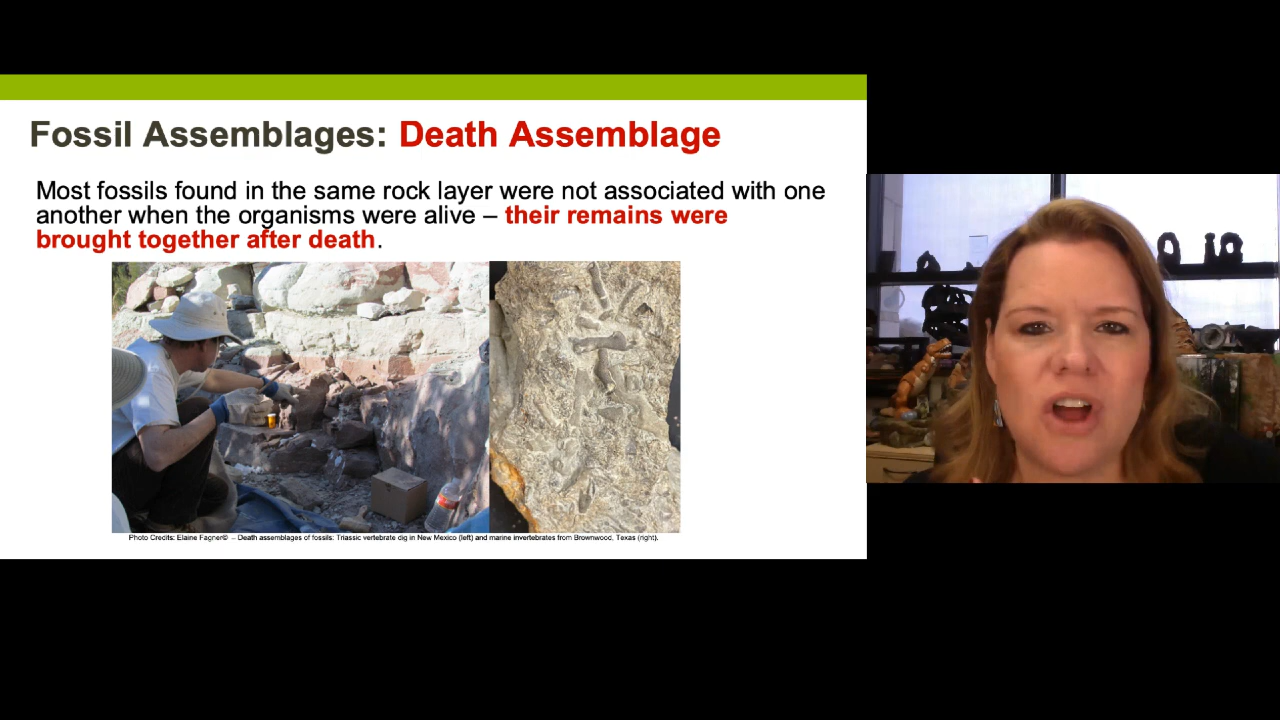 Fossil Assemblages: Death Assemblage
Most fossils found in the same rock layer were not associated with one
another when the organisms were alive – their remains were
brought together after death.
Photo Credits: Elaine Fagner© – Death assemblages of fossils: Triassic vertebrate dig in New Mexico (left) and marine invertebrates from Brownwood, Texas (right).